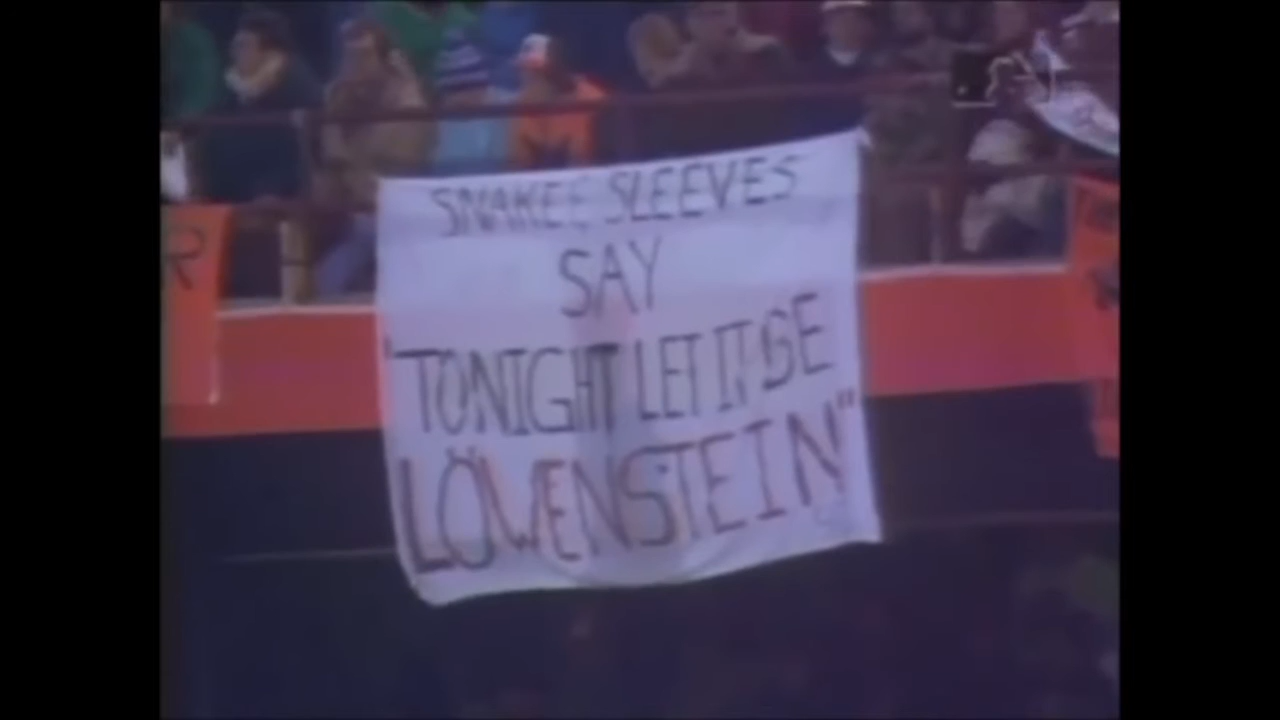 SNAKEE SLEEVES
SAY
"TONIGHT LET IT BE
LÖWENSTEIN"
R